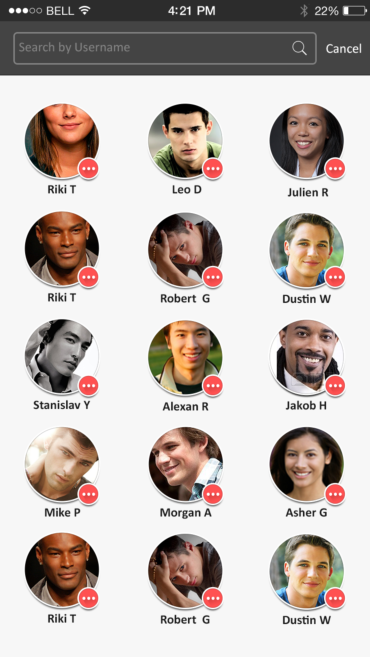 BELL 4:21 PM 22%
Search by Username Cancel
Riki T Leo D Julien R
Riki T Robert G Dustin W
Stanislav Y Alexan R Jakob H
Mike P Morgan A Asher G
Riki T Robert G Dustin W